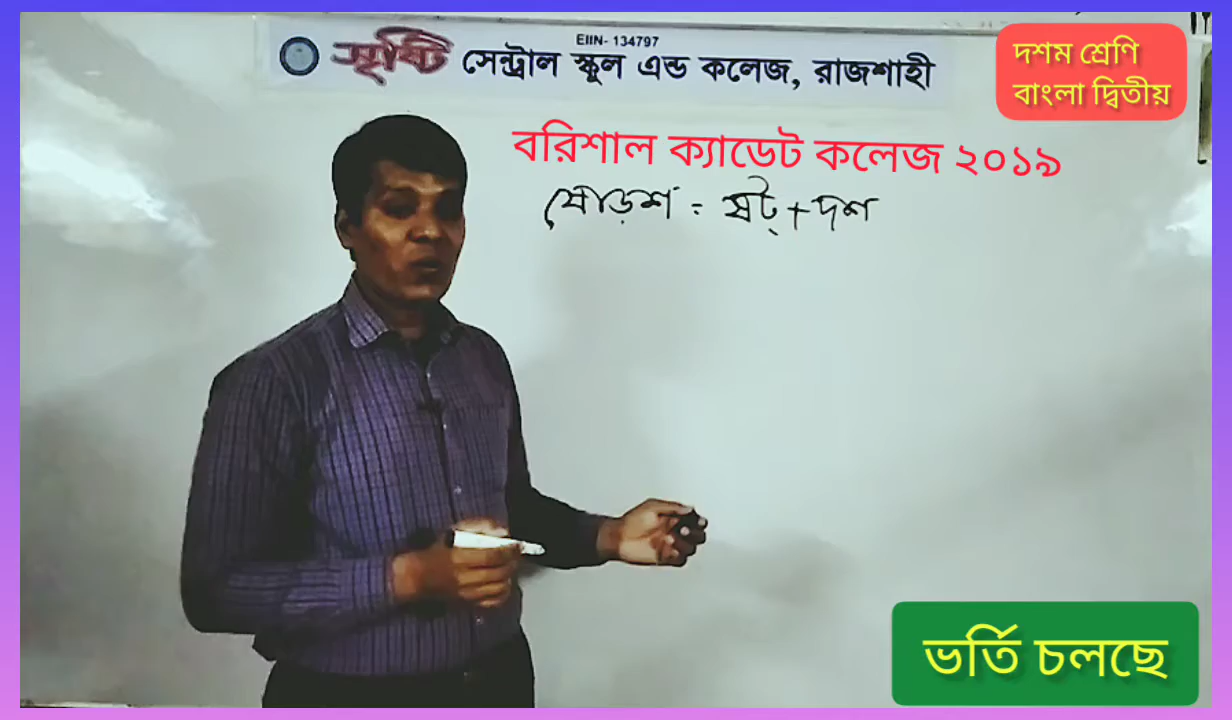 EIIN- 134797
সৃষ্টি সেন্ট্রাল স্কুল এন্ড কলেজ, রাজশাহী
দশম শ্রেণি
বাংলা দ্বিতীয়
বরিশাল ক্যাডেট কলেজ ২০১৯
ষোড়শ = ষট্ + দশ
ভর্তি চলছে